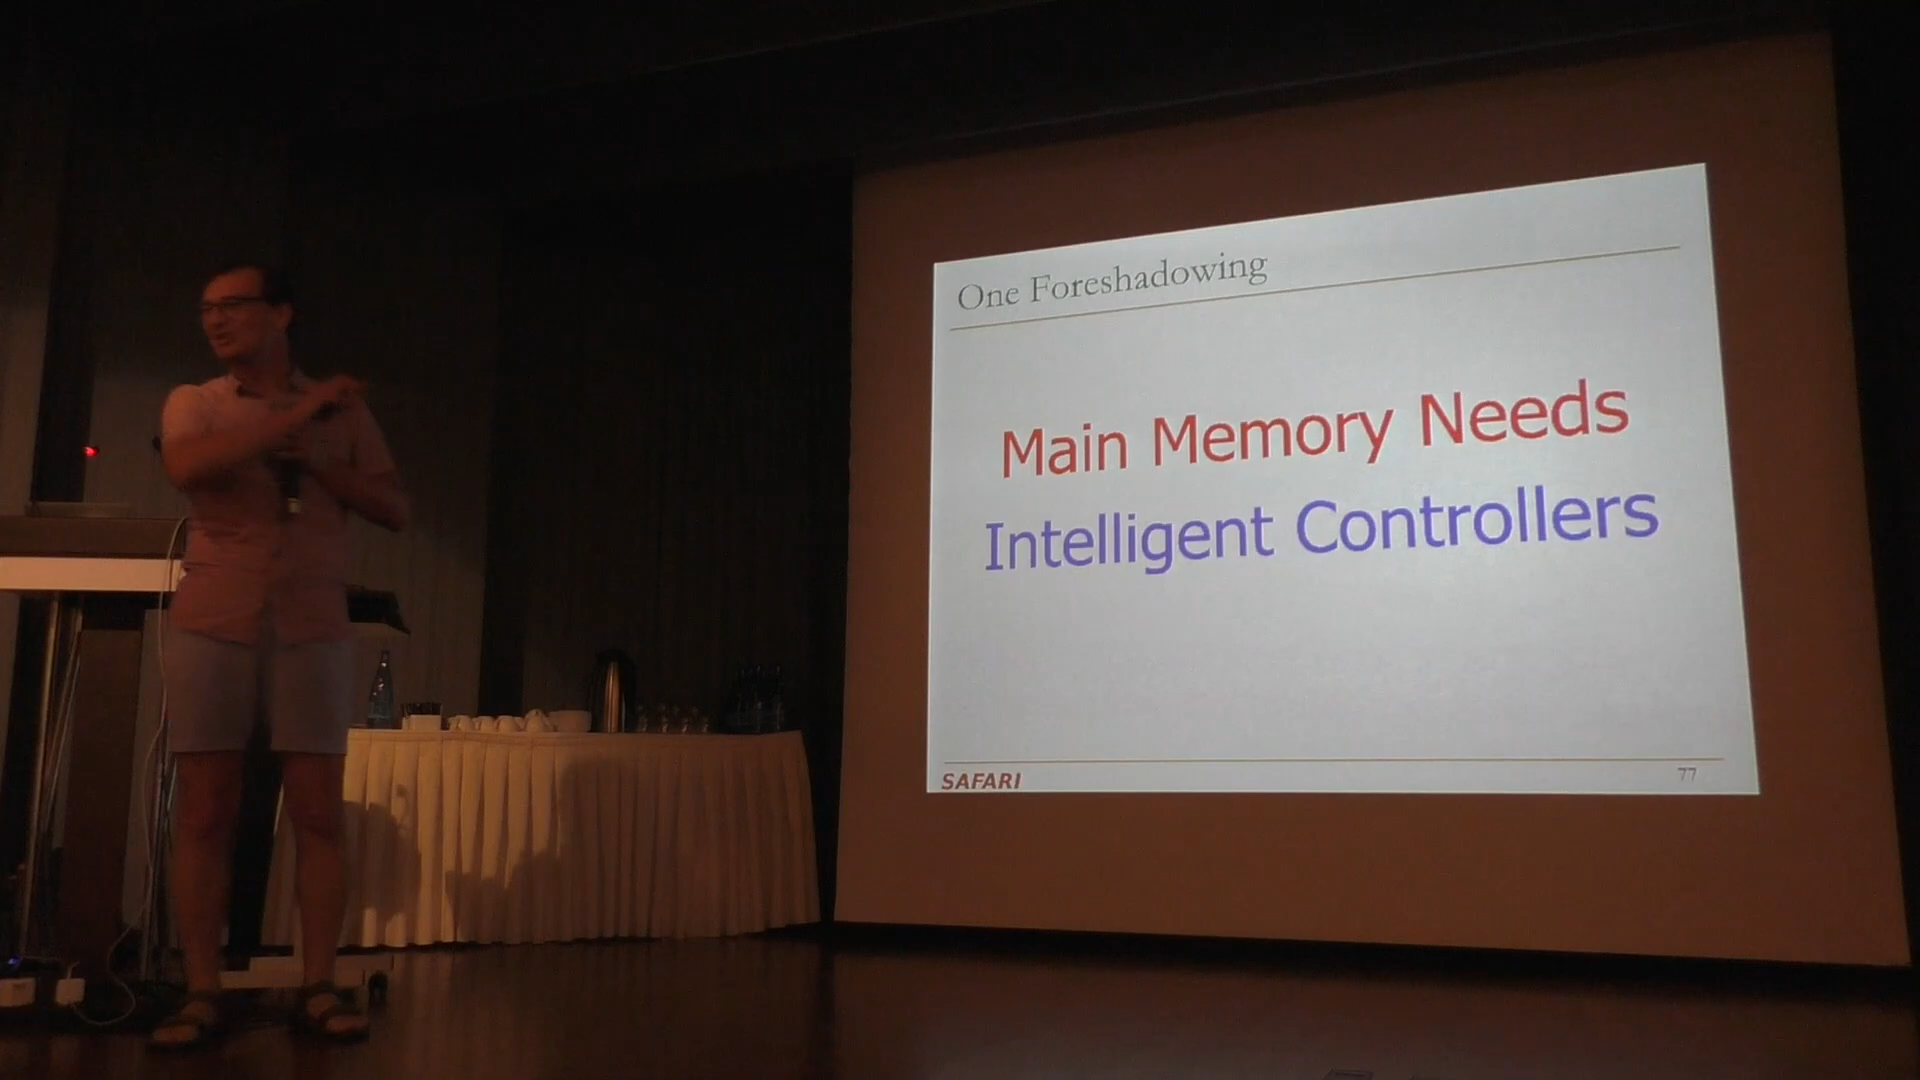 One Foreshadowing
Main Memory Needs
Intelligent Controllers
SAFARI
77